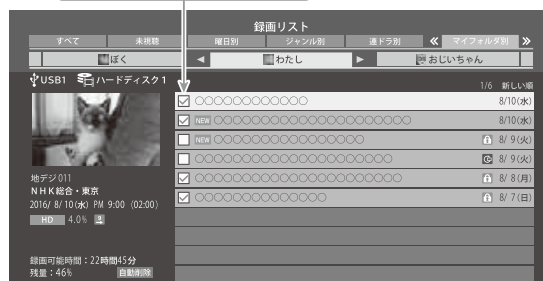 録画リスト
すべて 未視聴 曜日別 ジャンル別 連ドラ別 ≪ マイフォルダ別 ≫
ぼく ◀ わたし ▶ おじいちゃん
USB1 ハードディスク1
1/6 新しい順
○○○○○○○○○○○○ 8/10(水)
NEW ○○○○○○○○○○○○○○○○○○○○○ 8/10(水)
NEW ○○○○○○○○○○○○○○○○ 8/ 9(火)
○○○○○○○○○○○○○○○○○○○○○ 8/ 9(火)
○○○○○○○○○○○○○○○○○○○○○○ 8/ 8(月)
○○○○○○○○○○○○○○ 8/ 7(日)
地デジ011
NHK総合・東京
2016/ 8/10(水) PM 9:00 (02:00)
HD 4.0%
録画可能時間：22時間45分
残量：46% 自動削除